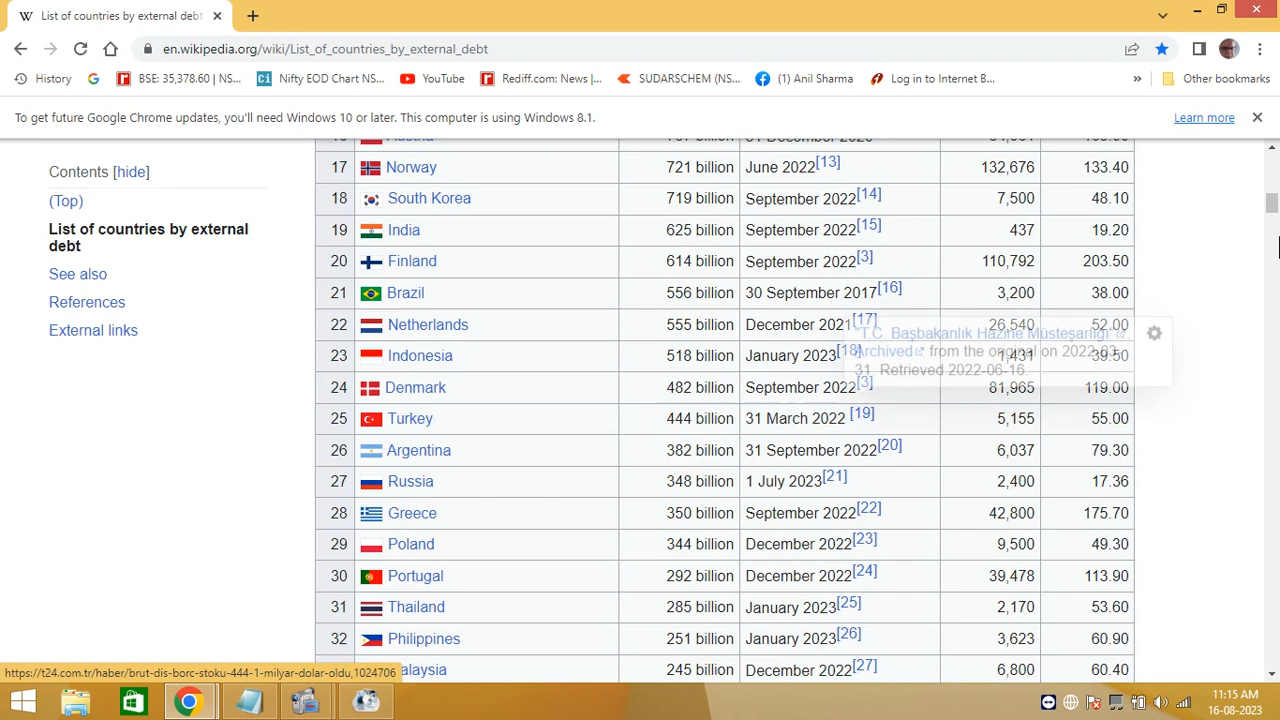 List of countries by external debt
en.wikipedia.org/wiki/List_of_countries_by_external_debt
History BSE: 35,378.60 | NS... Nifty EOD Chart NS... YouTube Rediff.com: News |... SUDARSCHEM (NS... (1) Anil Sharma Log in to Internet B... » Other bookmarks
To get future Google Chrome updates, you'll need Windows 10 or later. This computer is using Windows 8.1. Learn more
Contents [hide]
(Top)
List of countries by external
debt
See also
References
External links
17 Norway 721 billion June 2022[13] 132,676 133.40
18 South Korea 719 billion September 2022[14] 7,500 48.10
19 India 625 billion September 2022[15] 437 19.20
20 Finland 614 billion September 2022[3] 110,792 203.50
21 Brazil 556 billion 30 September 2017[16] 3,200 38.00
22 Netherlands 555 billion December 2021[17] 26,540 52.00
23 Indonesia 518 billion January 2023[18] 1,431 39.50
24 Denmark 482 billion September 2022[3] 81,965 119.00
25 Turkey 444 billion 31 March 2022 [19] 5,155 55.00
26 Argentina 382 billion 31 September 2022[20] 6,037 79.30
27 Russia 348 billion 1 July 2023[21] 2,400 17.36
28 Greece 350 billion September 2022[22] 42,800 175.70
29 Poland 344 billion December 2022[23] 9,500 49.30
30 Portugal 292 billion December 2022[24] 39,478 113.90
31 Thailand 285 billion January 2023[25] 2,170 53.60
32 Philippines 251 billion January 2023[26] 3,623 60.90
alaysia 245 billion December 2022[27] 6,800 60.40
"T.C. Başbakanlık Hazine Müsteşarlığı".
Archived from the original on 2022-03-
31. Retrieved 2022-06-16.
https://t24.com.tr/haber/brut-dis-borc-stoku-444-1-milyar-dolar-oldu,1024706
11:15 AM
16-08-2023